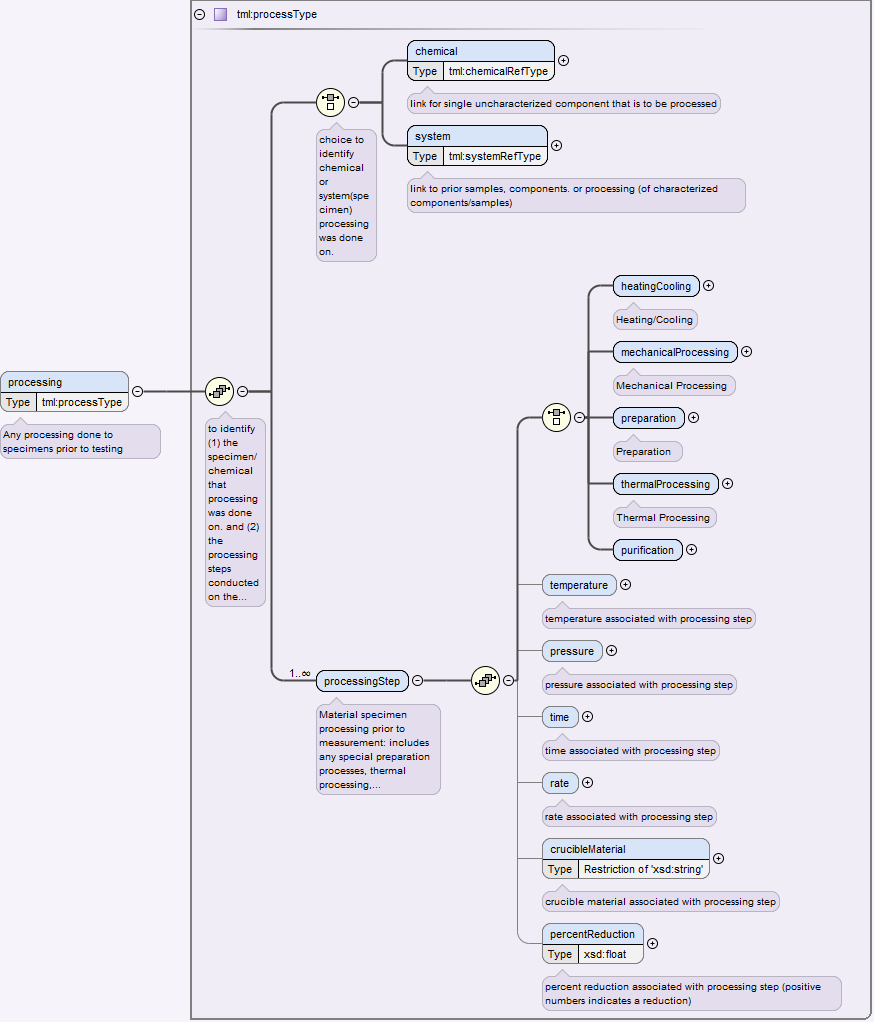 tml:processType
chemical
Type tml:chemicalRefType
link for single uncharacterized component that is to be processed
choice to
identify
chemical
or
system(spe
cimen)
processing
was done
on.
system
Type tml:systemRefType
link to prior samples, components. or processing (of characterized
components/samples)
processing
Type tml:processType
Any processing done to
specimens prior to testing
to identify
(1) the
specimen/
chemical
that
processing
was done
on. and (2)
the
processing
steps
conducted
on the...
heatingCooling
Heating/Cooling
mechanicalProcessing
Mechanical Processing
preparation
Preparation
thermalProcessing
Thermal Processing
purification
1..∞
processingStep
Material specimen
processing prior to
measurement: includes
any special preparation
processes, thermal
processing,...
temperature
temperature associated with processing step
pressure
pressure associated with processing step
time
time associated with processing step
rate
rate associated with processing step
crucibleMaterial
Type Restriction of 'xsd:string'
crucible material associated with processing step
percentReduction
Type xsd:float
percent reduction associated with processing step (positive
numbers indicates a reduction)